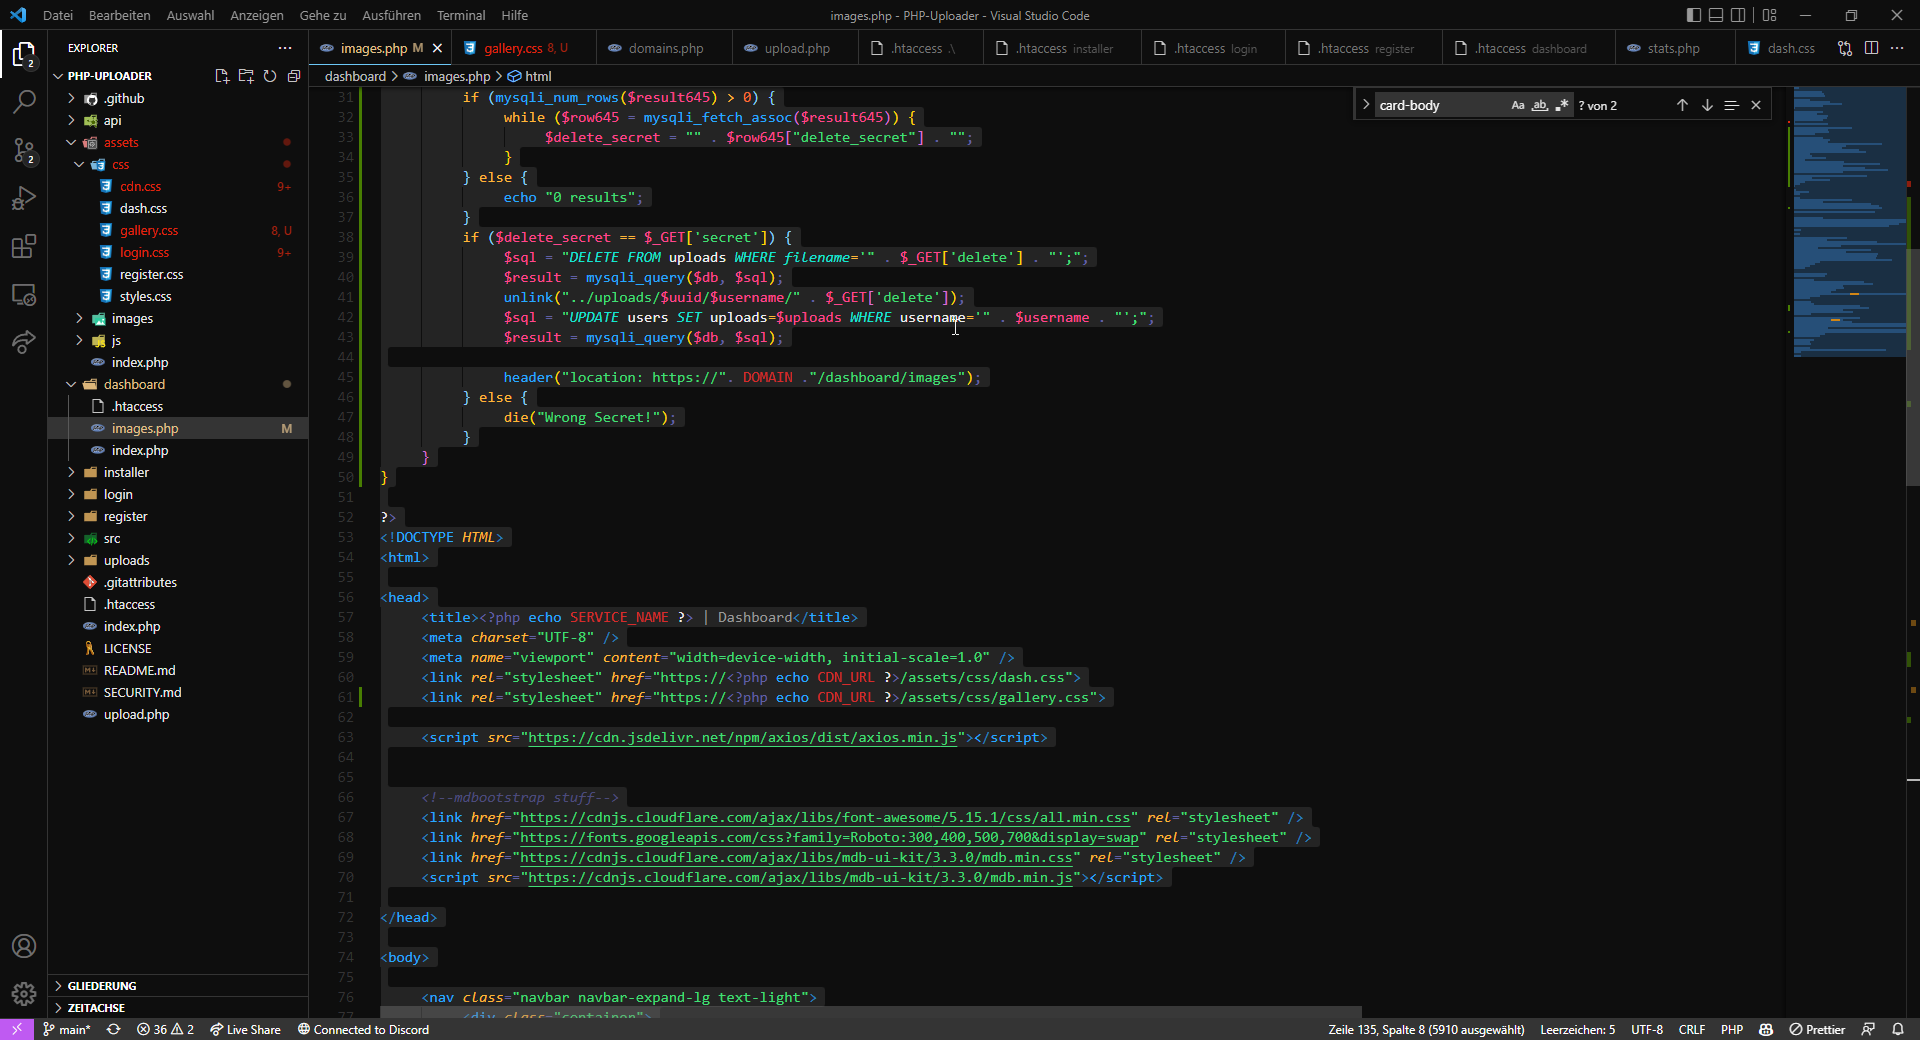 Datei Bearbeiten Auswahl Anzeigen Gehe zu Ausführen Terminal Hilfe
images.php - PHP-Uploader - Visual Studio Code
EXPLORER
images.php M
gallery.css 8, U
domains.php
upload.php
.htaccess .\
.htaccess installer
.htaccess login
.htaccess register
.htaccess dashboard
stats.php
dash.css
dashboard > images.php > html
card-body
Aa ab ? von 2
PHP-UPLOADER
.github
api
assets
css
cdn.css 9+
dash.css
gallery.css 8, U
login.css 9+
register.css
styles.css
images
js
index.php
dashboard
.htaccess
images.php M
index.php
installer
login
register
src
uploads
.gitattributes
.htaccess
index.php
LICENSE
README.md
SECURITY.md
upload.php
GLIEDERUNG
ZEITACHSE
2
2
31 if (mysqli_num_rows($result645) > 0) {
32 while ($row645 = mysqli_fetch_assoc($result645)) {
33 $delete_secret = "" . $row645["delete_secret"] . "";
34 }
35 } else {
36 echo "0 results";
37 }
38 if ($delete_secret == $_GET['secret']) {
39 $sql = "DELETE FROM uploads WHERE filename='" . $_GET['delete'] . "';";
40 $result = mysqli_query($db, $sql);
41 unlink("../uploads/$uuid/$username/" . $_GET['delete']);
42 $sql = "UPDATE users SET uploads=$uploads WHERE username='" . $username . "';";
43 $result = mysqli_query($db, $sql);
44
45 header("location: https://". DOMAIN ."/dashboard/images");
46 } else {
47 die("Wrong Secret!");
48 }
49 }
50 }
51
52 ?>
53 <!DOCTYPE HTML>
54 <html>
55
56 <head>
57 <title><?php echo SERVICE_NAME ?> | Dashboard</title>
58 <meta charset="UTF-8" />
59 <meta name="viewport" content="width=device-width, initial-scale=1.0" />
60 <link rel="stylesheet" href="https://<?php echo CDN_URL ?>/assets/css/dash.css">
61 <link rel="stylesheet" href="https://<?php echo CDN_URL ?>/assets/css/gallery.css">
62
63 <script src="https://cdn.jsdelivr.net/npm/axios/dist/axios.min.js"></script>
64
65
66 <!--mdbootstrap stuff-->
67 <link href="https://cdnjs.cloudflare.com/ajax/libs/font-awesome/5.15.1/css/all.min.css" rel="stylesheet" />
68 <link href="https://fonts.googleapis.com/css?family=Roboto:300,400,500,700&display=swap" rel="stylesheet" />
69 <link href="https://cdnjs.cloudflare.com/ajax/libs/mdb-ui-kit/3.3.0/mdb.min.css" rel="stylesheet" />
70 <script src="https://cdnjs.cloudflare.com/ajax/libs/mdb-ui-kit/3.3.0/mdb.min.js"></script>
71
72 </head>
73
74 <body>
75
76 <nav class="navbar navbar-expand-lg text-light">
77 <div class="container">
main* 36 2 Live Share Connected to Discord
Zeile 135, Spalte 8 (5910 ausgewählt) Leerzeichen: 5 UTF-8 CRLF PHP Prettier